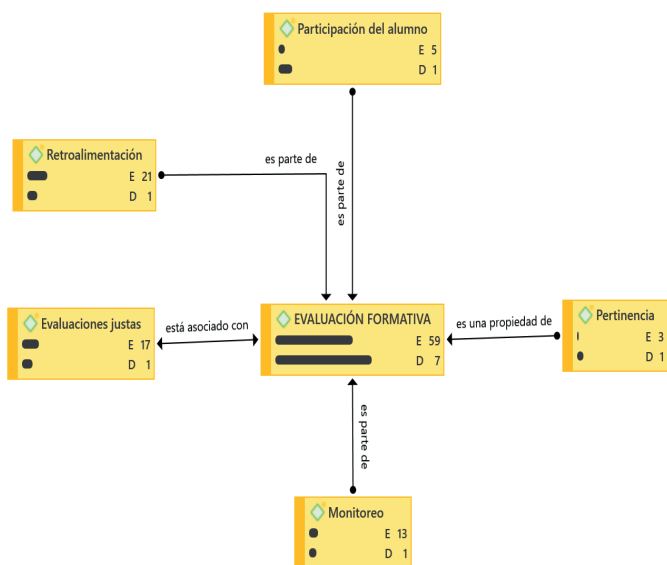 Participación del alumno
E 5
D 1
Retroalimentación
E 21
D 1
es parte de
es parte de
Evaluaciones justas
E 17
D 1
está asociado con
EVALUACIÓN FORMATIVA
E 59
D 7
es una propiedad de
Pertinencia
E 3
D 1
es parte de
Monitoreo
E 13
D 1